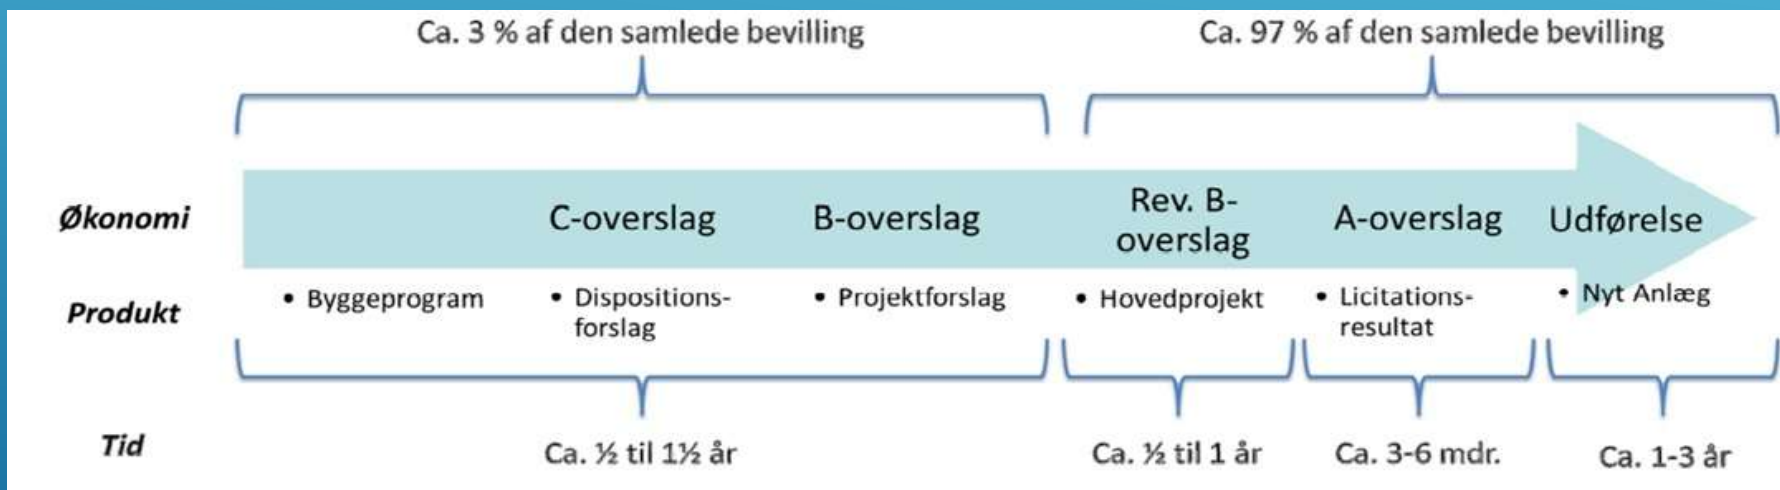 Ca. 3 % af den samlede bevilling
Ca. 97 % af den samlede bevilling
Økonomi
C-overslag
B-overslag
Rev. B-
overslag
A-overslag
Udførelse
Produkt
• Byggeprogram
• Dispositions-
forslag
• Projektforslag
• Hovedprojekt
• Licitations-
resultat
• Nyt Anlæg
Tid
Ca. ½ til 1½ år
Ca. ½ til 1 år
Ca. 3-6 mdr.
Ca. 1-3 år